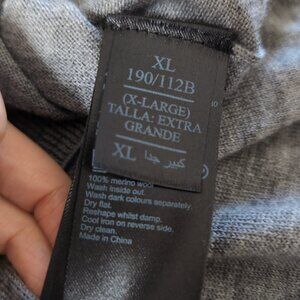 XL
190/112B
(X-LARGE)
TALLA: EXTRA
GRANDE
XL كبير جدا
100% merino wool
Wash inside out.
Wash dark colours separately.
Dry flat.
Reshape whilst damp.
Cool iron on reverse side.
Dry clean.
Made in China